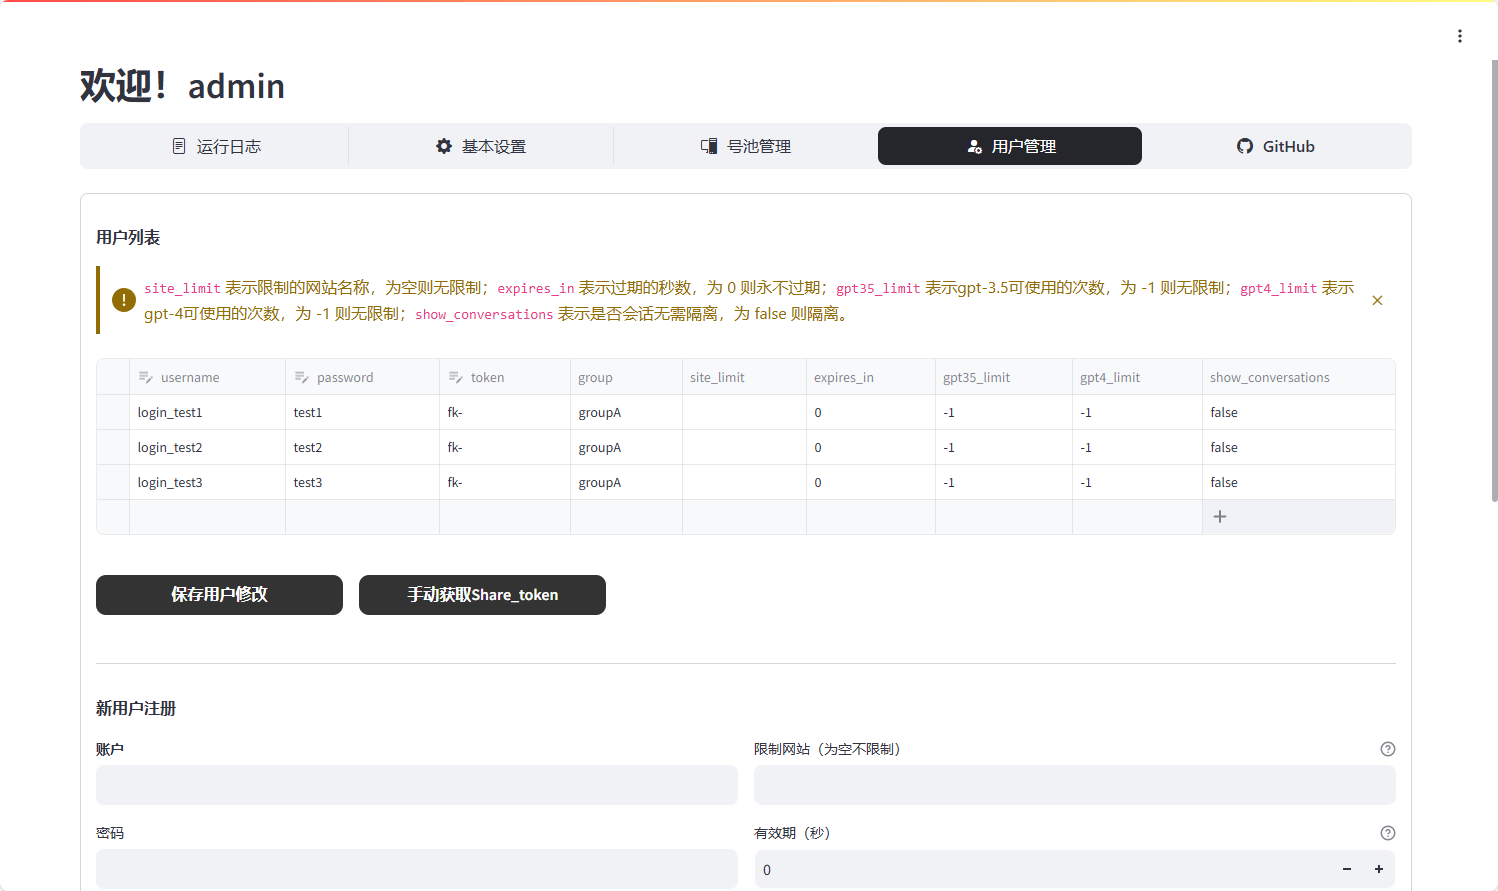 欢迎！admin
运行日志 基本设置 号池管理 用户管理 GitHub
用户列表
site_limit 表示限制的网站名称，为空则无限制；expires_in 表示过期的秒数，为 0 则永不过期；gpt35_limit 表示gpt-3.5可使用的次数，为 -1 则无限制；gpt4_limit 表示
gpt-4可使用的次数，为 -1 则无限制；show_conversations 表示是否会话无需隔离，为 false 则隔离。
username password token group site_limit expires_in gpt35_limit gpt4_limit show_conversations
login_test1 test1 fk- groupA 0 -1 -1 false
login_test2 test2 fk- groupA 0 -1 -1 false
login_test3 test3 fk- groupA 0 -1 -1 false
保存用户修改 手动获取Share_token
新用户注册
账户 限制网站（为空不限制）
密码 有效期（秒）
0